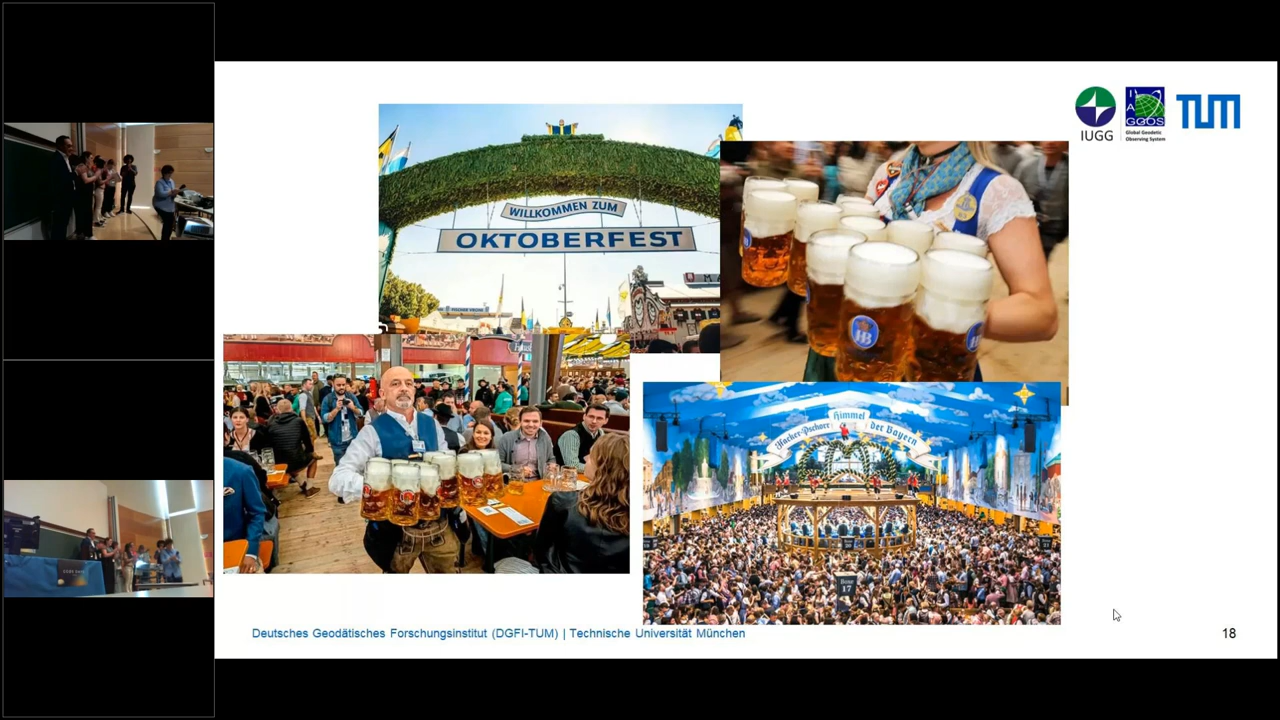 IUGG
I
A
G
GGOS
Global Geodetic
Observing System
TUM
WILLKOMMEN ZUM
OKTOBERFEST
HB
Himmel
Hacker-Pschorr
der Bayern
17
Deutsches Geodätisches Forschungsinstitut (DGFI-TUM) | Technische Universität München
18